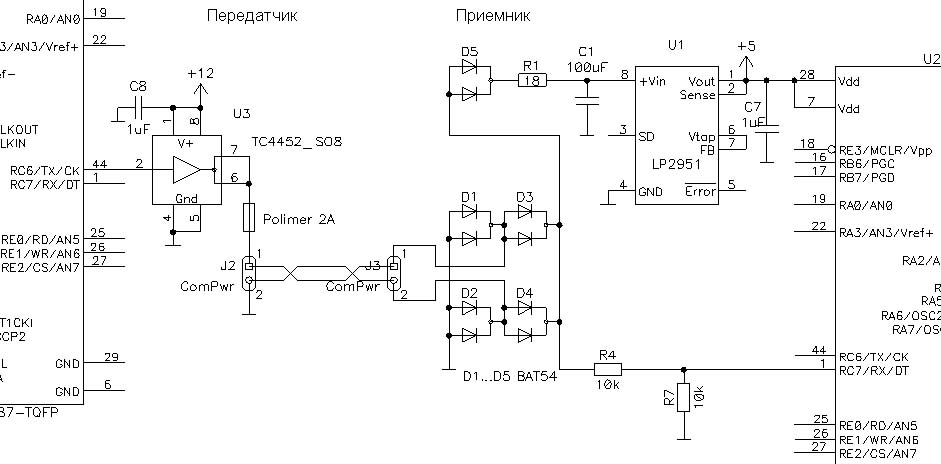 Передатчик
Приемник
RA0/AN0 19
3/AN3/Vref+ 22
ef-
LKOUT
LKIN
RC6/TX/CK 44
RC7/RX/DT 1
RE0/RD/AN5 25
RE1/WR/AN6 26
RE2/CS/AN7 27
T1CKI
CCP2
L
A
GND 29
GND 6
37-TQFP
C8
1uF
+12
U3
TC4452_SO8
1
8
V+
2
7
6
Gnd
4
5
Polimer 2A
J2
1
ComPwr
2
J3
1
ComPwr
2
D5
R1
18
C1
100uF
D1
D3
D2
D4
D1...D5 BAT54
U1
+5
8 +Vin
Vout 1
Sense 2
3 SD
Vtap 6
FB 7
LP2951
4 GND
Error 5
C7
1uF
R4
10k
R7
10k
U2
28 Vdd
7 Vdd
18 RE3/MCLR/Vpp
16 RB6/PGC
17 RB7/PGD
19 RA0/AN0
22 RA3/AN3/Vref+
RA2/A
R
RA5
RA6/OSC2
RA7/OS
44 RC6/TX/CK
1 RC7/RX/DT
25 RE0/RD/AN5
26 RE1/WR/AN6
27 RE2/CS/AN7